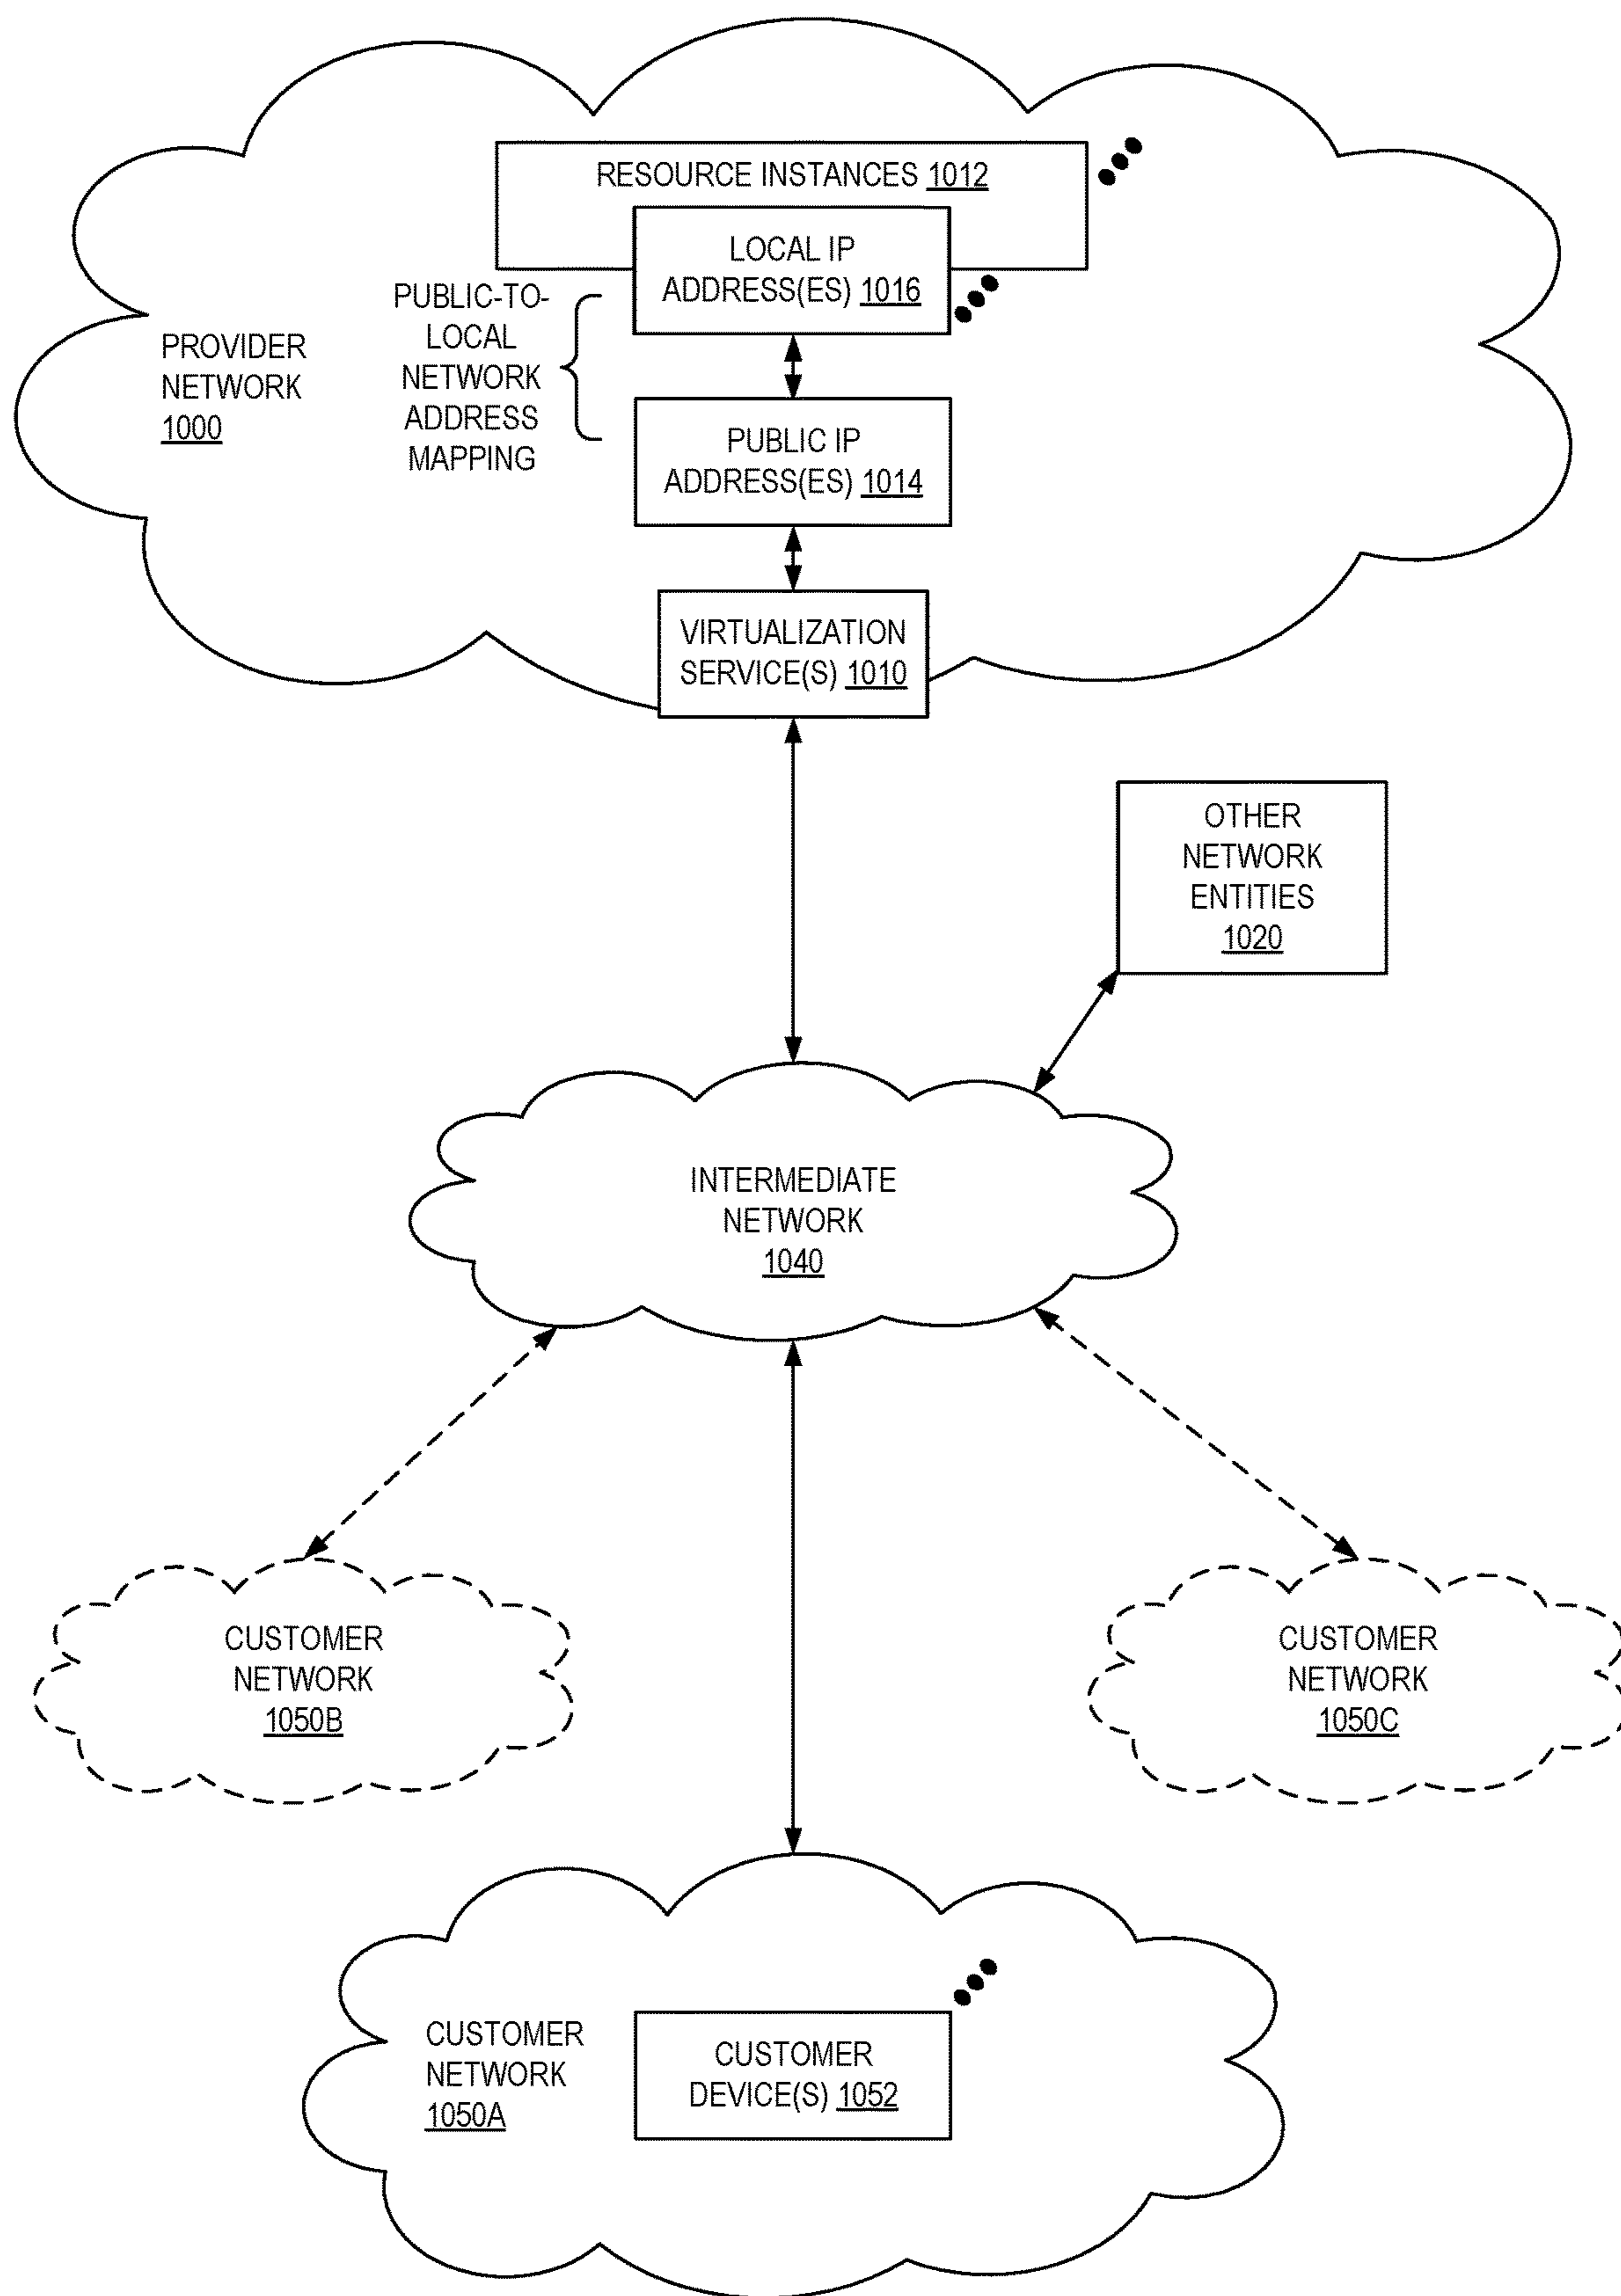 RESOURCE INSTANCES 1012
LOCAL IP
ADDRESS(ES) 1016
PUBLIC-TO-
LOCAL
NETWORK
ADDRESS
MAPPING
PROVIDER
NETWORK
1000
PUBLIC IP
ADDRESS(ES) 1014
VIRTUALIZATION
SERVICE(S) 1010
OTHER
NETWORK
ENTITIES
1020
INTERMEDIATE
NETWORK
1040
CUSTOMER
NETWORK
1050B
CUSTOMER
NETWORK
1050C
CUSTOMER
NETWORK
1050A
CUSTOMER
DEVICE(S) 1052